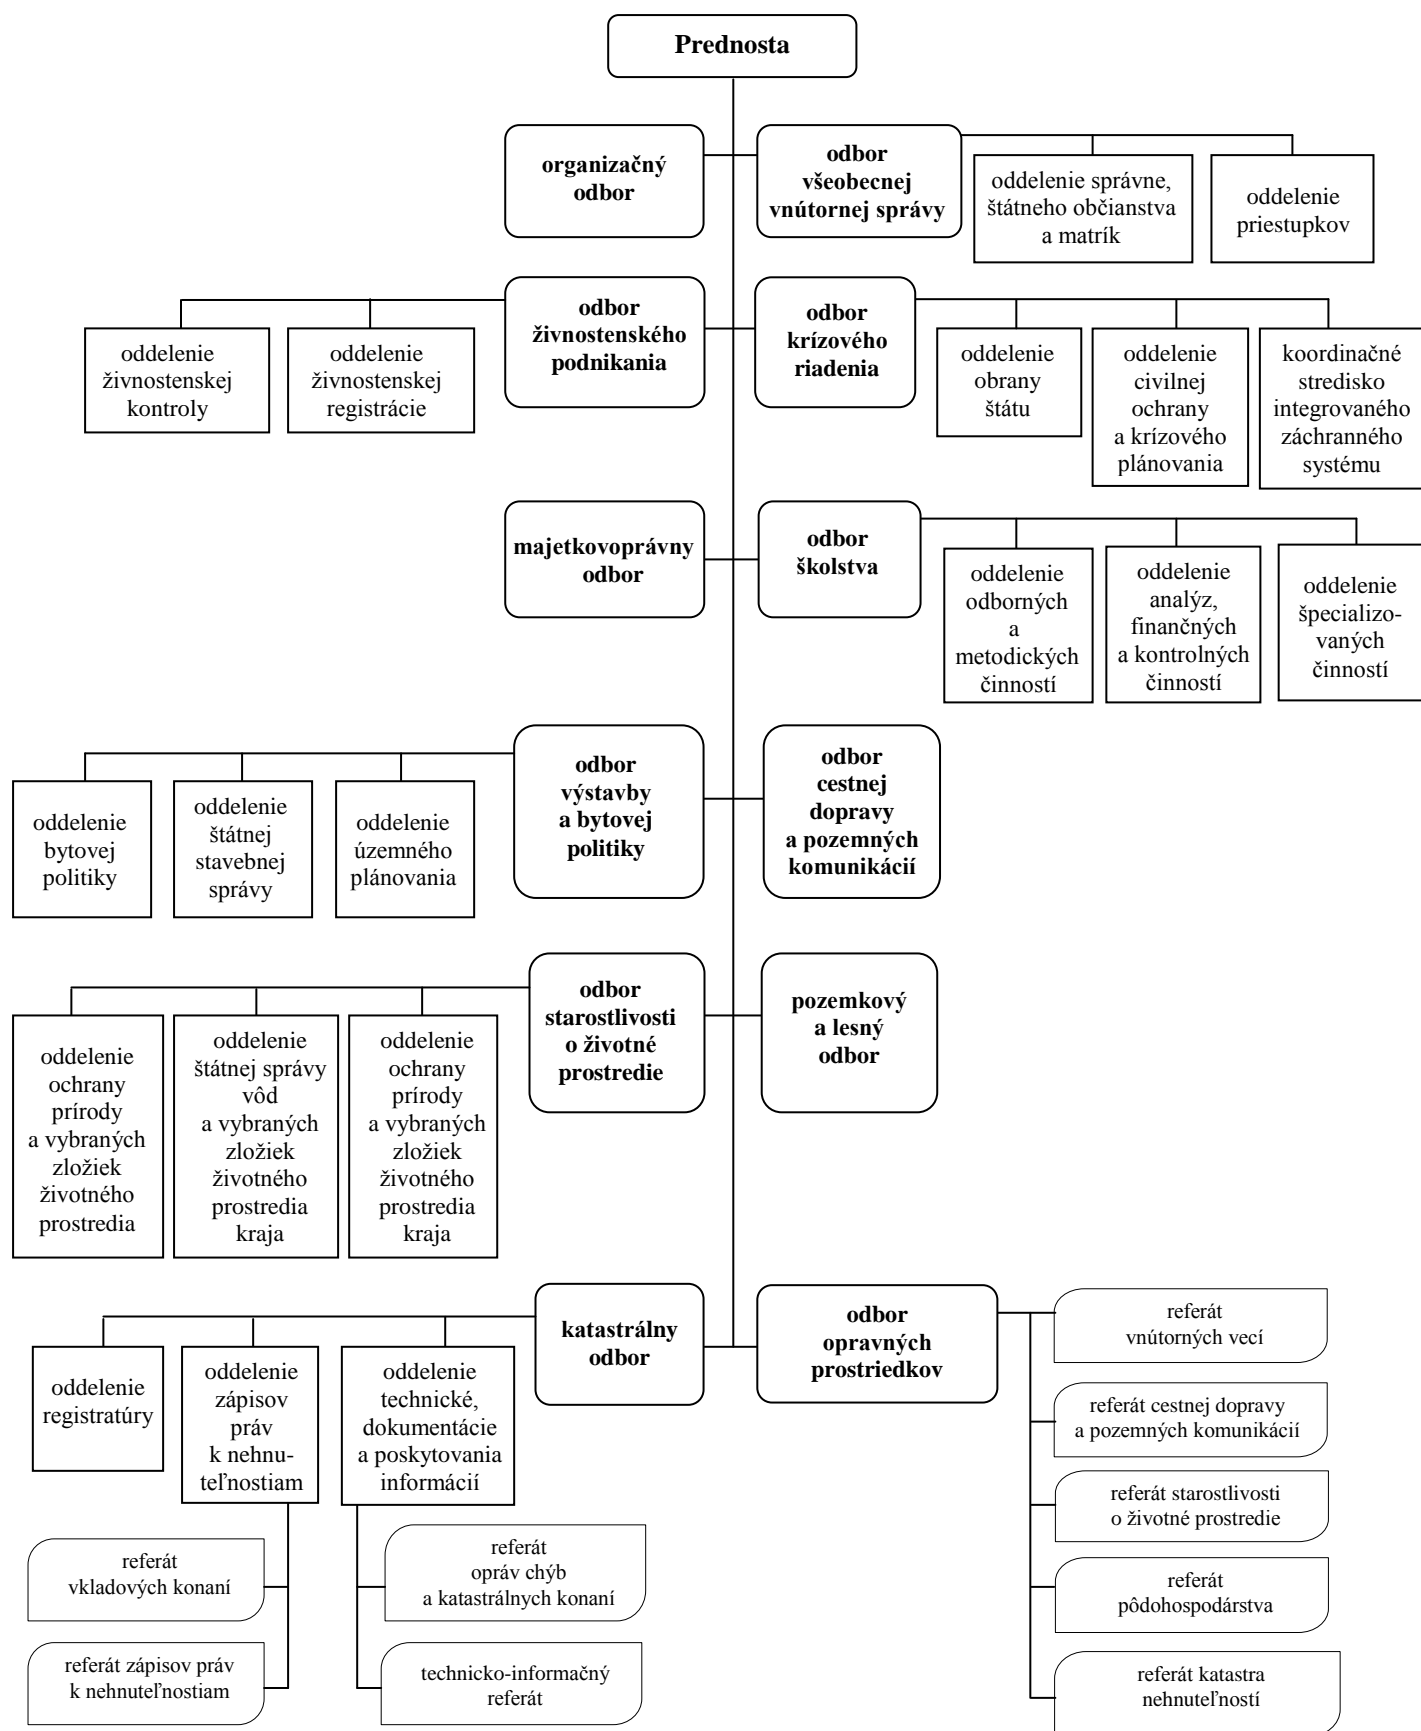 Prednosta
organizačný
odbor
odbor
všeobecnej
vnútornej správy
oddelenie správne,
štátneho občianstva
a matrík
oddelenie
priestupkov
odbor
živnostenského
podnikania
oddelenie
živnostenskej
kontroly
oddelenie
živnostenskej
registrácie
odbor
krízového
riadenia
oddelenie
obrany
štátu
oddelenie
civilnej
ochrany
a krízového
plánovania
koordinačné
stredisko
integrovaného
záchranného
systému
majetkovoprávny
odbor
odbor
školstva
oddelenie
odborných
a
metodických
činností
oddelenie
analýz,
finančných
a kontrolných
činností
oddelenie
špecializo-
vaných
činností
odbor
výstavby
a bytovej
politiky
oddelenie
bytovej
politiky
oddelenie
štátnej
stavebnej
správy
oddelenie
územného
plánovania
odbor
cestnej
dopravy
a pozemných
komunikácií
odbor
starostlivosti
o životné
prostredie
oddelenie
ochrany
prírody
a vybraných
zložiek
životného
prostredia
oddelenie
štátnej správy
vôd
a vybraných
zložiek
životného
prostredia
kraja
oddelenie
ochrany
prírody
a vybraných
zložiek
životného
prostredia
kraja
pozemkový
a lesný
odbor
katastrálny
odbor
oddelenie
registratúry
oddelenie
zápisov
práv
k nehnu-
teľnostiam
oddelenie
technické,
dokumentácie
a poskytovania
informácií
referát
vkladových konaní
referát zápisov práv
k nehnuteľnostiam
referát
opráv chýb
a katastrálnych konaní
technicko-informačný
referát
odbor
opravných
prostriedkov
referát
vnútorných vecí
referát cestnej dopravy
a pozemných komunikácií
referát starostlivosti
o životné prostredie
referát
pôdohospodárstva
referát katastra
nehnuteľností